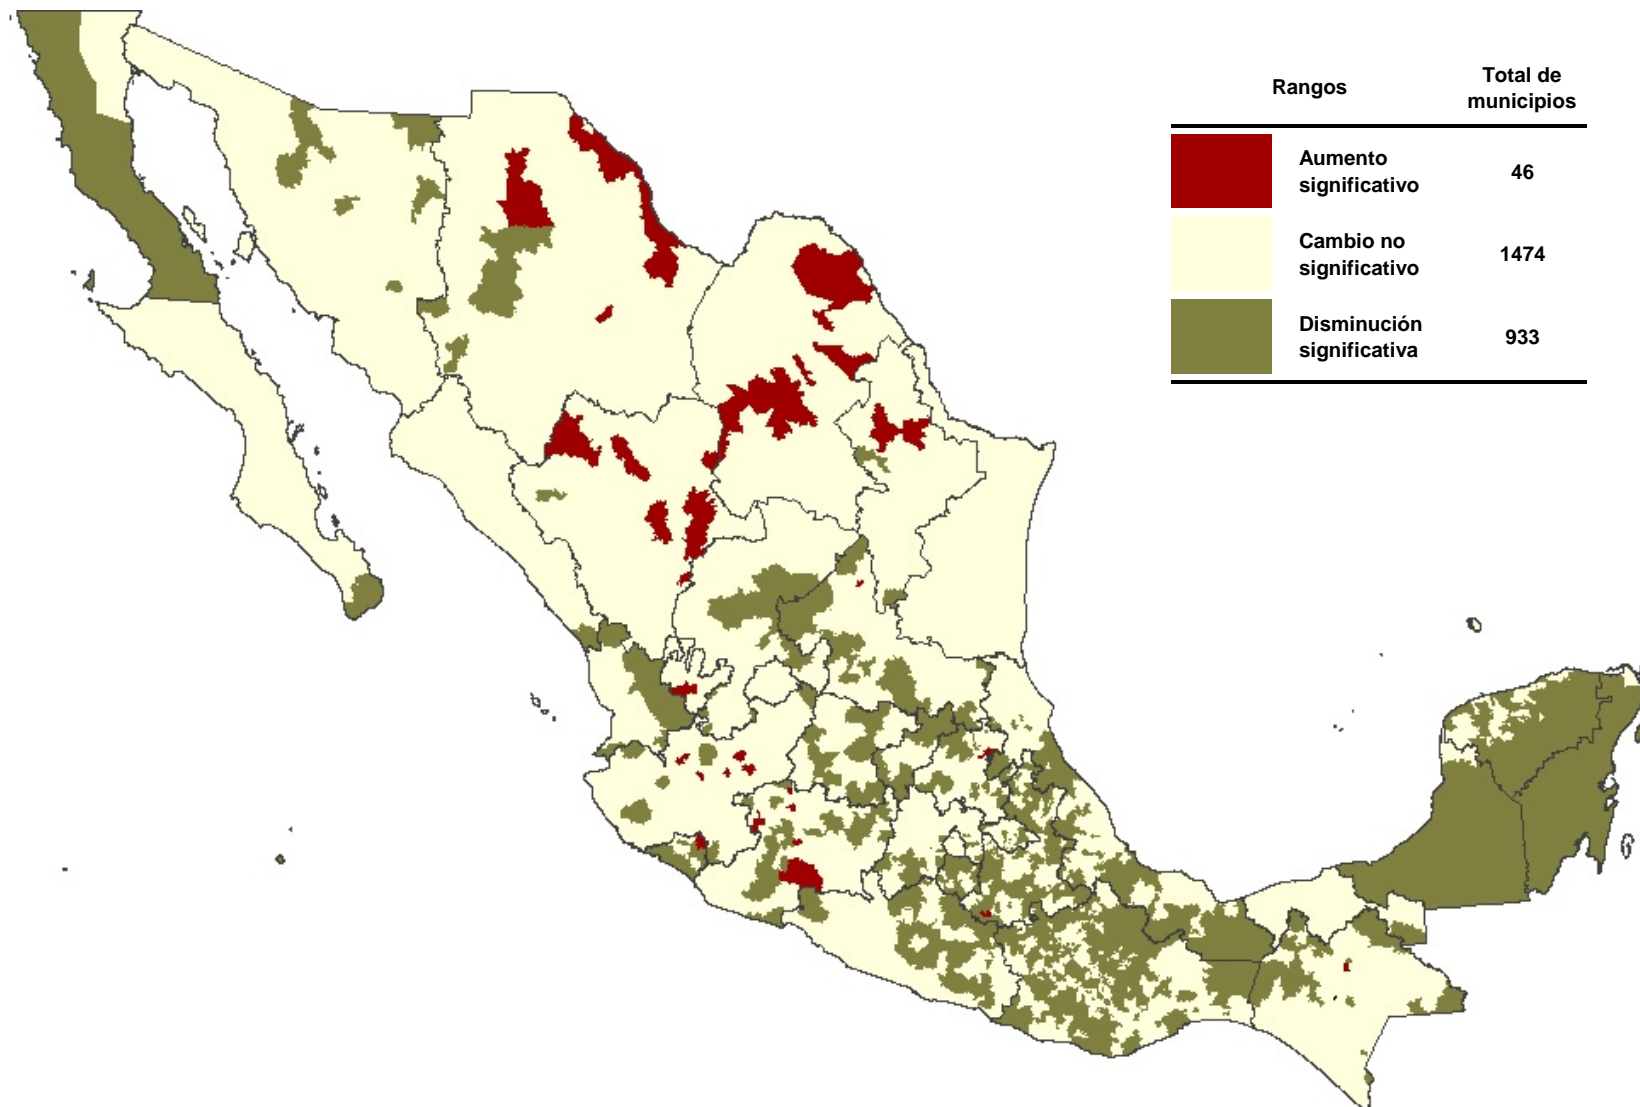 Rangos
Total de
municipios
Aumento
significativo
46
Cambio no
significativo
1474
Disminución
significativa
933